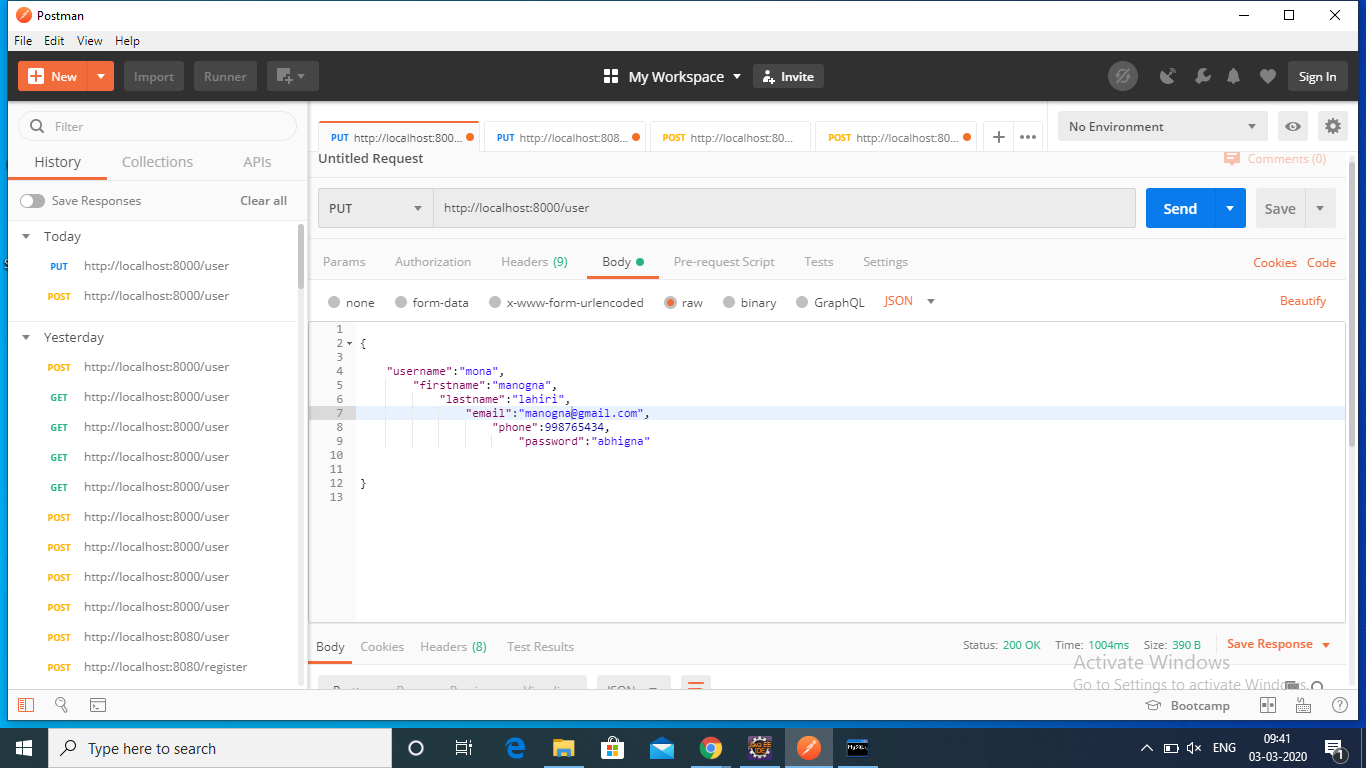 Postman
File Edit View Help
New Import Runner My Workspace Invite Sign In
Filter
History Collections APIs
Save Responses Clear all
Today
PUT http://localhost:8000/user
POST http://localhost:8000/user
Yesterday
POST http://localhost:8000/user
GET http://localhost:8000/user
GET http://localhost:8000/user
GET http://localhost:8000/user
GET http://localhost:8000/user
POST http://localhost:8000/user
POST http://localhost:8000/user
POST http://localhost:8000/user
POST http://localhost:8000/user
POST http://localhost:8080/user
POST http://localhost:8080/register
PUT http://localhost:800... PUT http://localhost:808... POST http://localhost:80... POST http://localhost:80... No Environment
Untitled Request Comments (0)
PUT http://localhost:8000/user Send Save
Params Authorization Headers (9) Body Pre-request Script Tests Settings Cookies Code
none form-data x-www-form-urlencoded raw binary GraphQL JSON Beautify
1
2 {
3
4 "username":"mona",
5 "firstname":"manogna",
6 "lastname":"lahiri",
7 "email":"manogna@gmail.com",
8 "phone":998765434,
9 "password":"abhigna"
10
11
12 }
13
Body Cookies Headers (8) Test Results Status: 200 OK Time: 1004ms Size: 390 B Save Response
Activate Windows
Go to Settings to activate Windows.
Bootcamp
Type here to search
ENG
09:41
03-03-2020
1